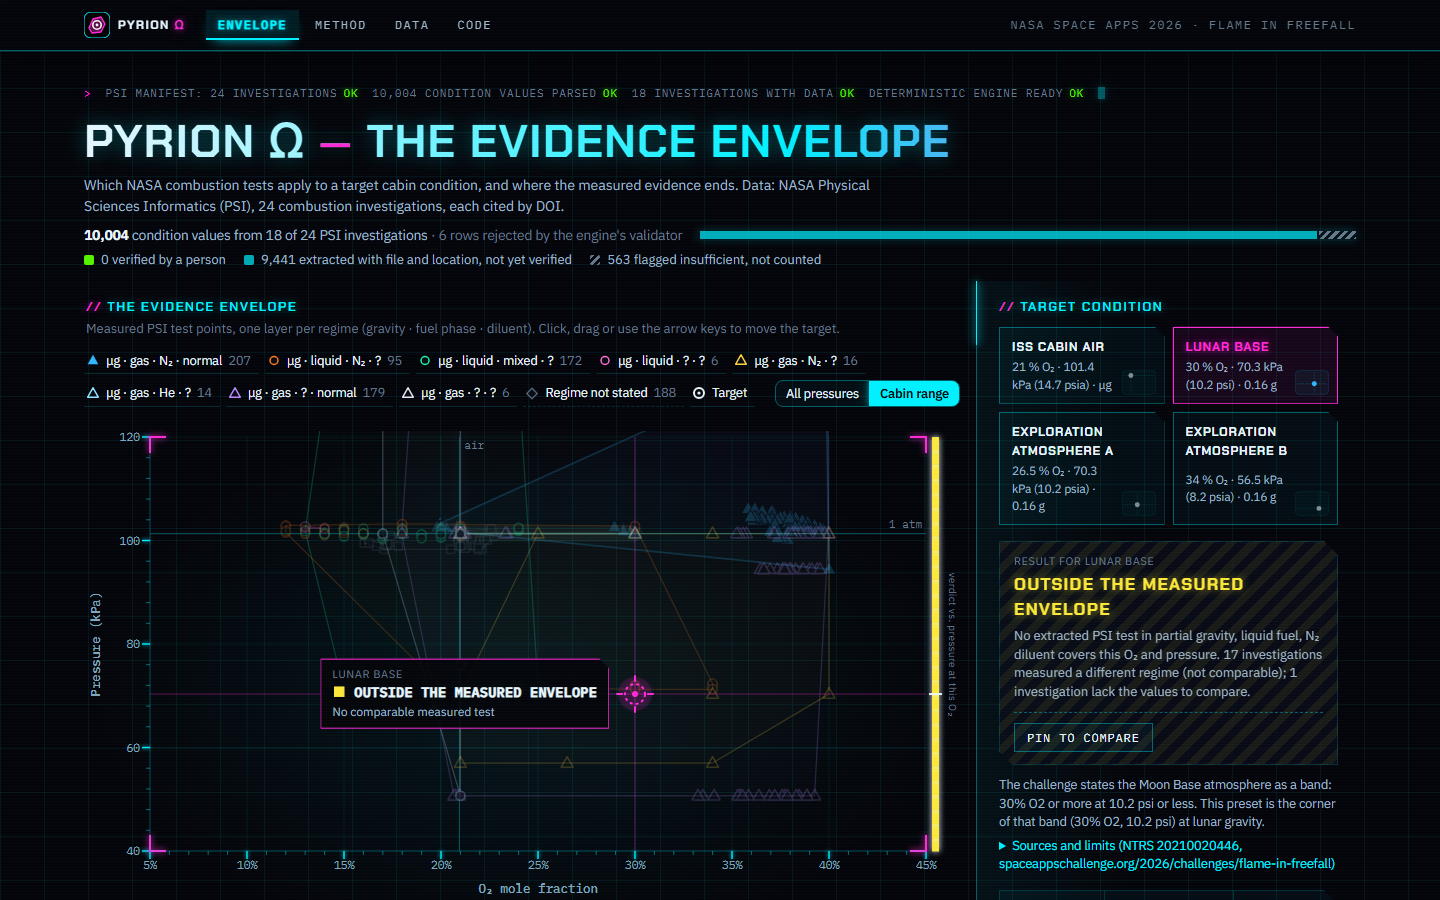 PYRION Ω
ENVELOPE
METHOD
DATA
CODE
NASA SPACE APPS 2026 · FLAME IN FREEFALL
> PSI MANIFEST: 24 INVESTIGATIONS OK 10,004 CONDITION VALUES PARSED OK 18 INVESTIGATIONS WITH DATA OK DETERMINISTIC ENGINE READY OK
PYRION Ω — THE EVIDENCE ENVELOPE
Which NASA combustion tests apply to a target cabin condition, and where the measured evidence ends. Data: NASA Physical
Sciences Informatics (PSI), 24 combustion investigations, each cited by DOI.
10,004 condition values from 18 of 24 PSI investigations · 6 rows rejected by the engine's validator
0 verified by a person
9,441 extracted with file and location, not yet verified
563 flagged insufficient, not counted
// THE EVIDENCE ENVELOPE
Measured PSI test points, one layer per regime (gravity · fuel phase · diluent). Click, drag or use the arrow keys to move the target.
µg · gas · N₂ · normal 207
µg · liquid · N₂ · ? 95
µg · liquid · mixed · ? 172
µg · liquid · ? · ? 6
µg · gas · N₂ · ? 16
µg · gas · He · ? 14
µg · gas · ? · normal 179
µg · gas · ? · ? 6
Regime not stated 188
Target
All pressures
Cabin range
120
100
80
60
40
Pressure (kPa)
air
1 atm
verdict vs. pressure at this O₂
LUNAR BASE
OUTSIDE THE MEASURED ENVELOPE
No comparable measured test
5%
10%
15%
20%
25%
30%
35%
40%
45%
O₂ mole fraction
// TARGET CONDITION
ISS CABIN AIR
21 % O₂ · 101.4
kPa (14.7 psia) · µg
LUNAR BASE
30 % O₂ · 70.3 kPa
(10.2 psi) · 0.16 g
EXPLORATION
ATMOSPHERE A
26.5 % O₂ · 70.3
kPa (10.2 psia) ·
0.16 g
EXPLORATION
ATMOSPHERE B
34 % O₂ · 56.5 kPa
(8.2 psia) · 0.16 g
RESULT FOR LUNAR BASE
OUTSIDE THE MEASURED
ENVELOPE
No extracted PSI test in partial gravity, liquid fuel, N₂
diluent covers this O₂ and pressure. 17 investigations
measured a different regime (not comparable); 1
investigation lack the values to compare.
PIN TO COMPARE
The challenge states the Moon Base atmosphere as a band:
30% O2 or more at 10.2 psi or less. This preset is the corner
of that band (30% O2, 10.2 psi) at lunar gravity.
▶ Sources and limits (NTRS 20210020446,
spaceappschallenge.org/2026/challenges/flame-in-freefall)